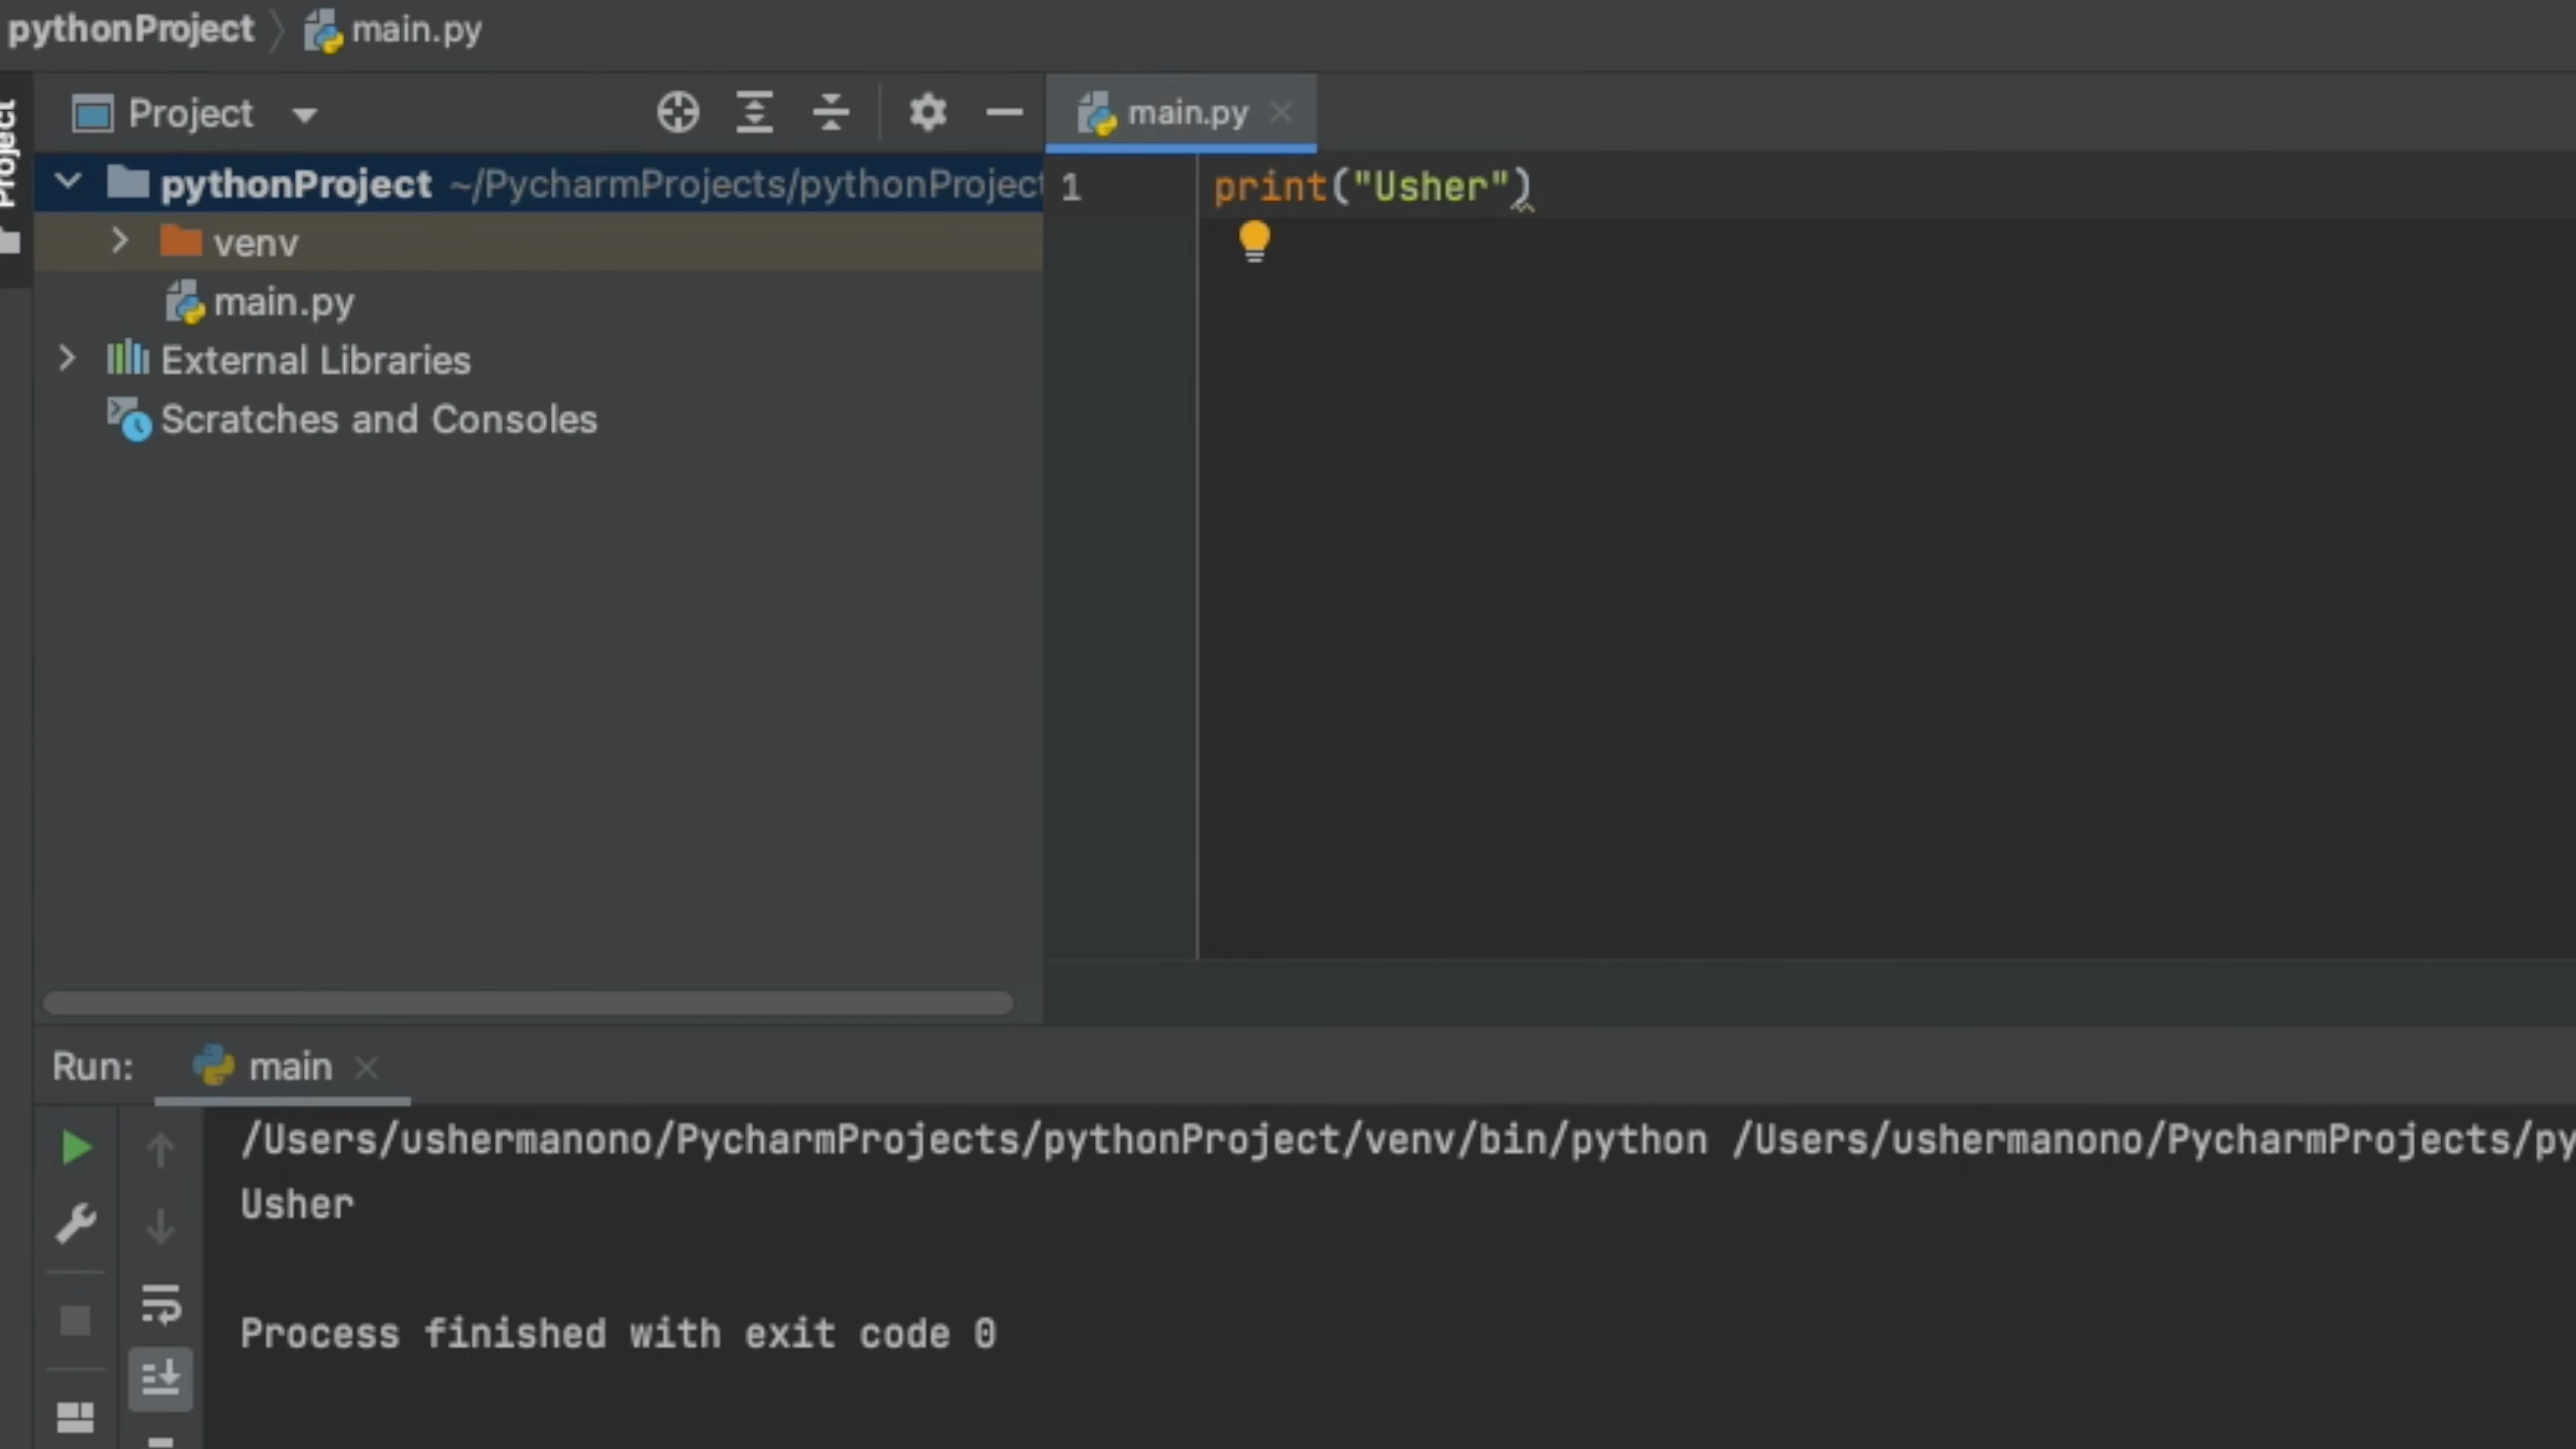 pythonProject main.py
Project
Project
main.py
pythonProject ~/PycharmProjects/pythonProject
1 print("Usher")
venv
main.py
External Libraries
Scratches and Consoles
Run: main
/Users/ushermanono/PycharmProjects/pythonProject/venv/bin/python /Users/ushermanono/PycharmProjects/py
Usher
Process finished with exit code 0